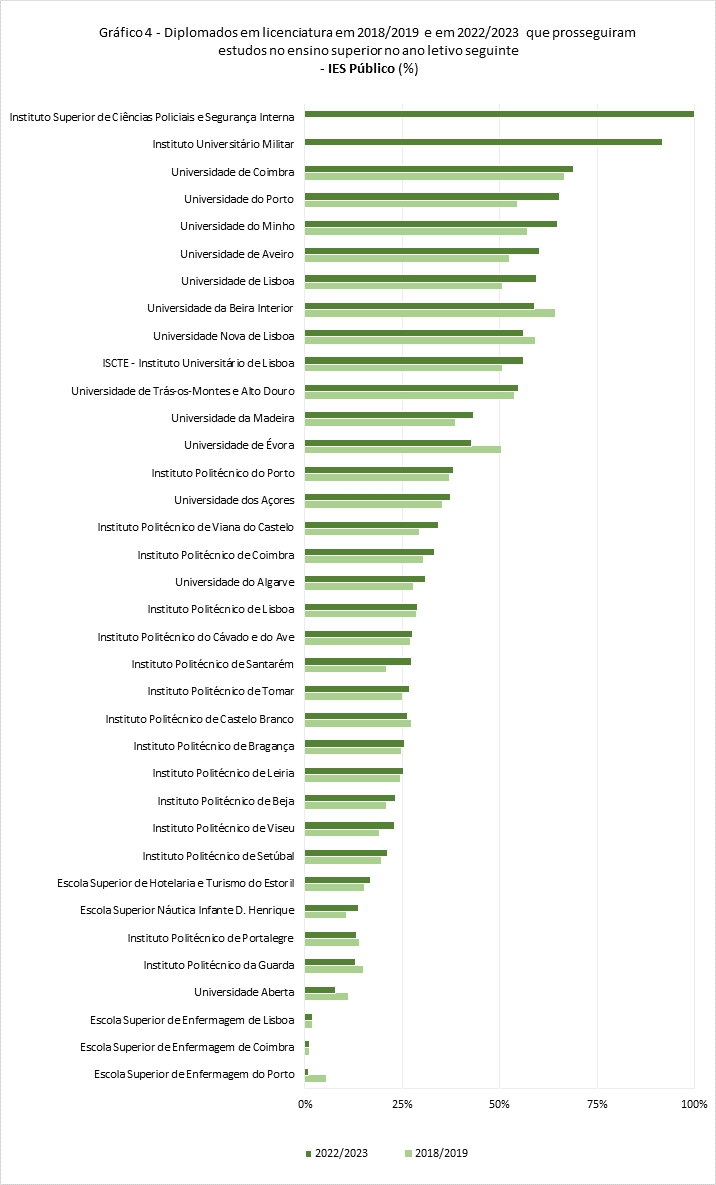 Gráfico 4 - Diplomados em licenciatura em 2018/2019 e em 2022/2023 que prosseguiram
estudos no ensino superior no ano letivo seguinte
- IES Público (%)
Instituto Superior de Ciências Policiais e Segurança Interna
Instituto Universitário Militar
Universidade de Coimbra
Universidade do Porto
Universidade do Minho
Universidade de Aveiro
Universidade de Lisboa
Universidade da Beira Interior
Universidade Nova de Lisboa
ISCTE - Instituto Universitário de Lisboa
Universidade de Trás-os-Montes e Alto Douro
Universidade da Madeira
Universidade de Évora
Instituto Politécnico do Porto
Universidade dos Açores
Instituto Politécnico de Viana do Castelo
Instituto Politécnico de Coimbra
Universidade do Algarve
Instituto Politécnico de Lisboa
Instituto Politécnico do Cávado e do Ave
Instituto Politécnico de Santarém
Instituto Politécnico de Tomar
Instituto Politécnico de Castelo Branco
Instituto Politécnico de Bragança
Instituto Politécnico de Leiria
Instituto Politécnico de Beja
Instituto Politécnico de Viseu
Instituto Politécnico de Setúbal
Escola Superior de Hotelaria e Turismo do Estoril
Escola Superior Náutica Infante D. Henrique
Instituto Politécnico de Portalegre
Instituto Politécnico da Guarda
Universidade Aberta
Escola Superior de Enfermagem de Lisboa
Escola Superior de Enfermagem de Coimbra
Escola Superior de Enfermagem do Porto
0% 25% 50% 75% 100%
2022/2023 2018/2019